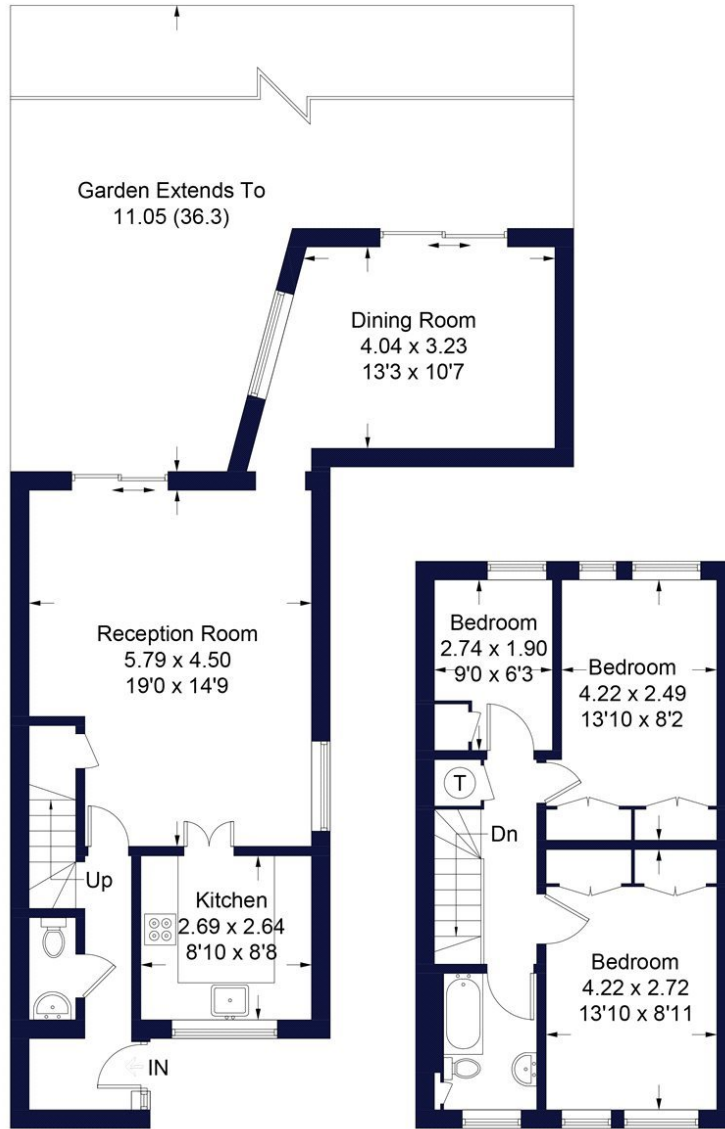 Garden Extends To
11.05 (36.3)
Dining Room
4.04 x 3.23
13'3 x 10'7
Reception Room
5.79 x 4.50
19'0 x 14'9
Up
Kitchen
2.69 x 2.64
8'10 x 8'8
IN
Bedroom
2.74 x 1.90
9'0 x 6'3
Bedroom
4.22 x 2.49
13'10 x 8'2
T
Dn
Bedroom
4.22 x 2.72
13'10 x 8'11